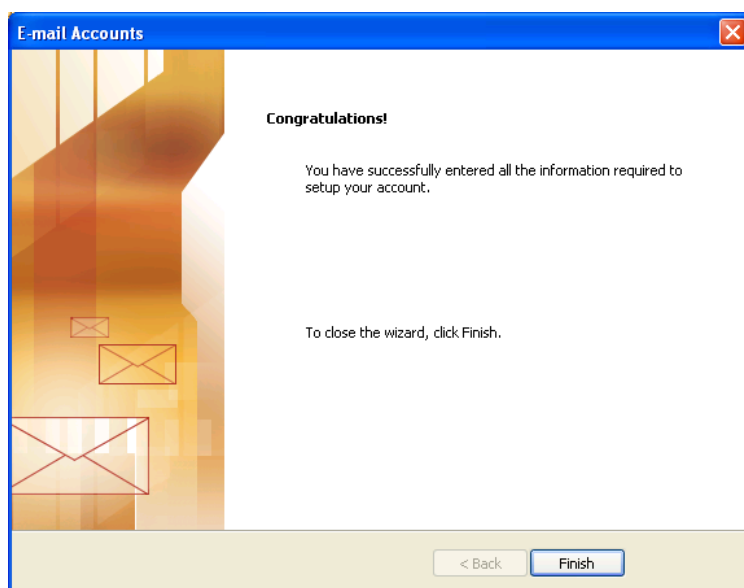 E-mail Accounts
Congratulations!
You have successfully entered all the information required to
setup your account.
To close the wizard, click Finish.
< Back
Finish